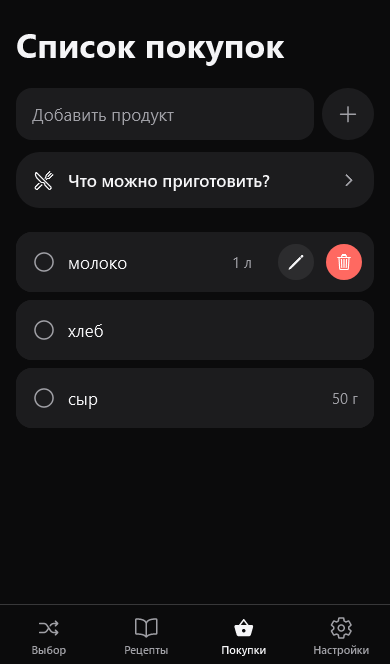 Список покупок
Добавить продукт
Что можно приготовить?
молоко 1 л
хлеб
сыр 50 г
Выбор Рецепты Покупки Настройки